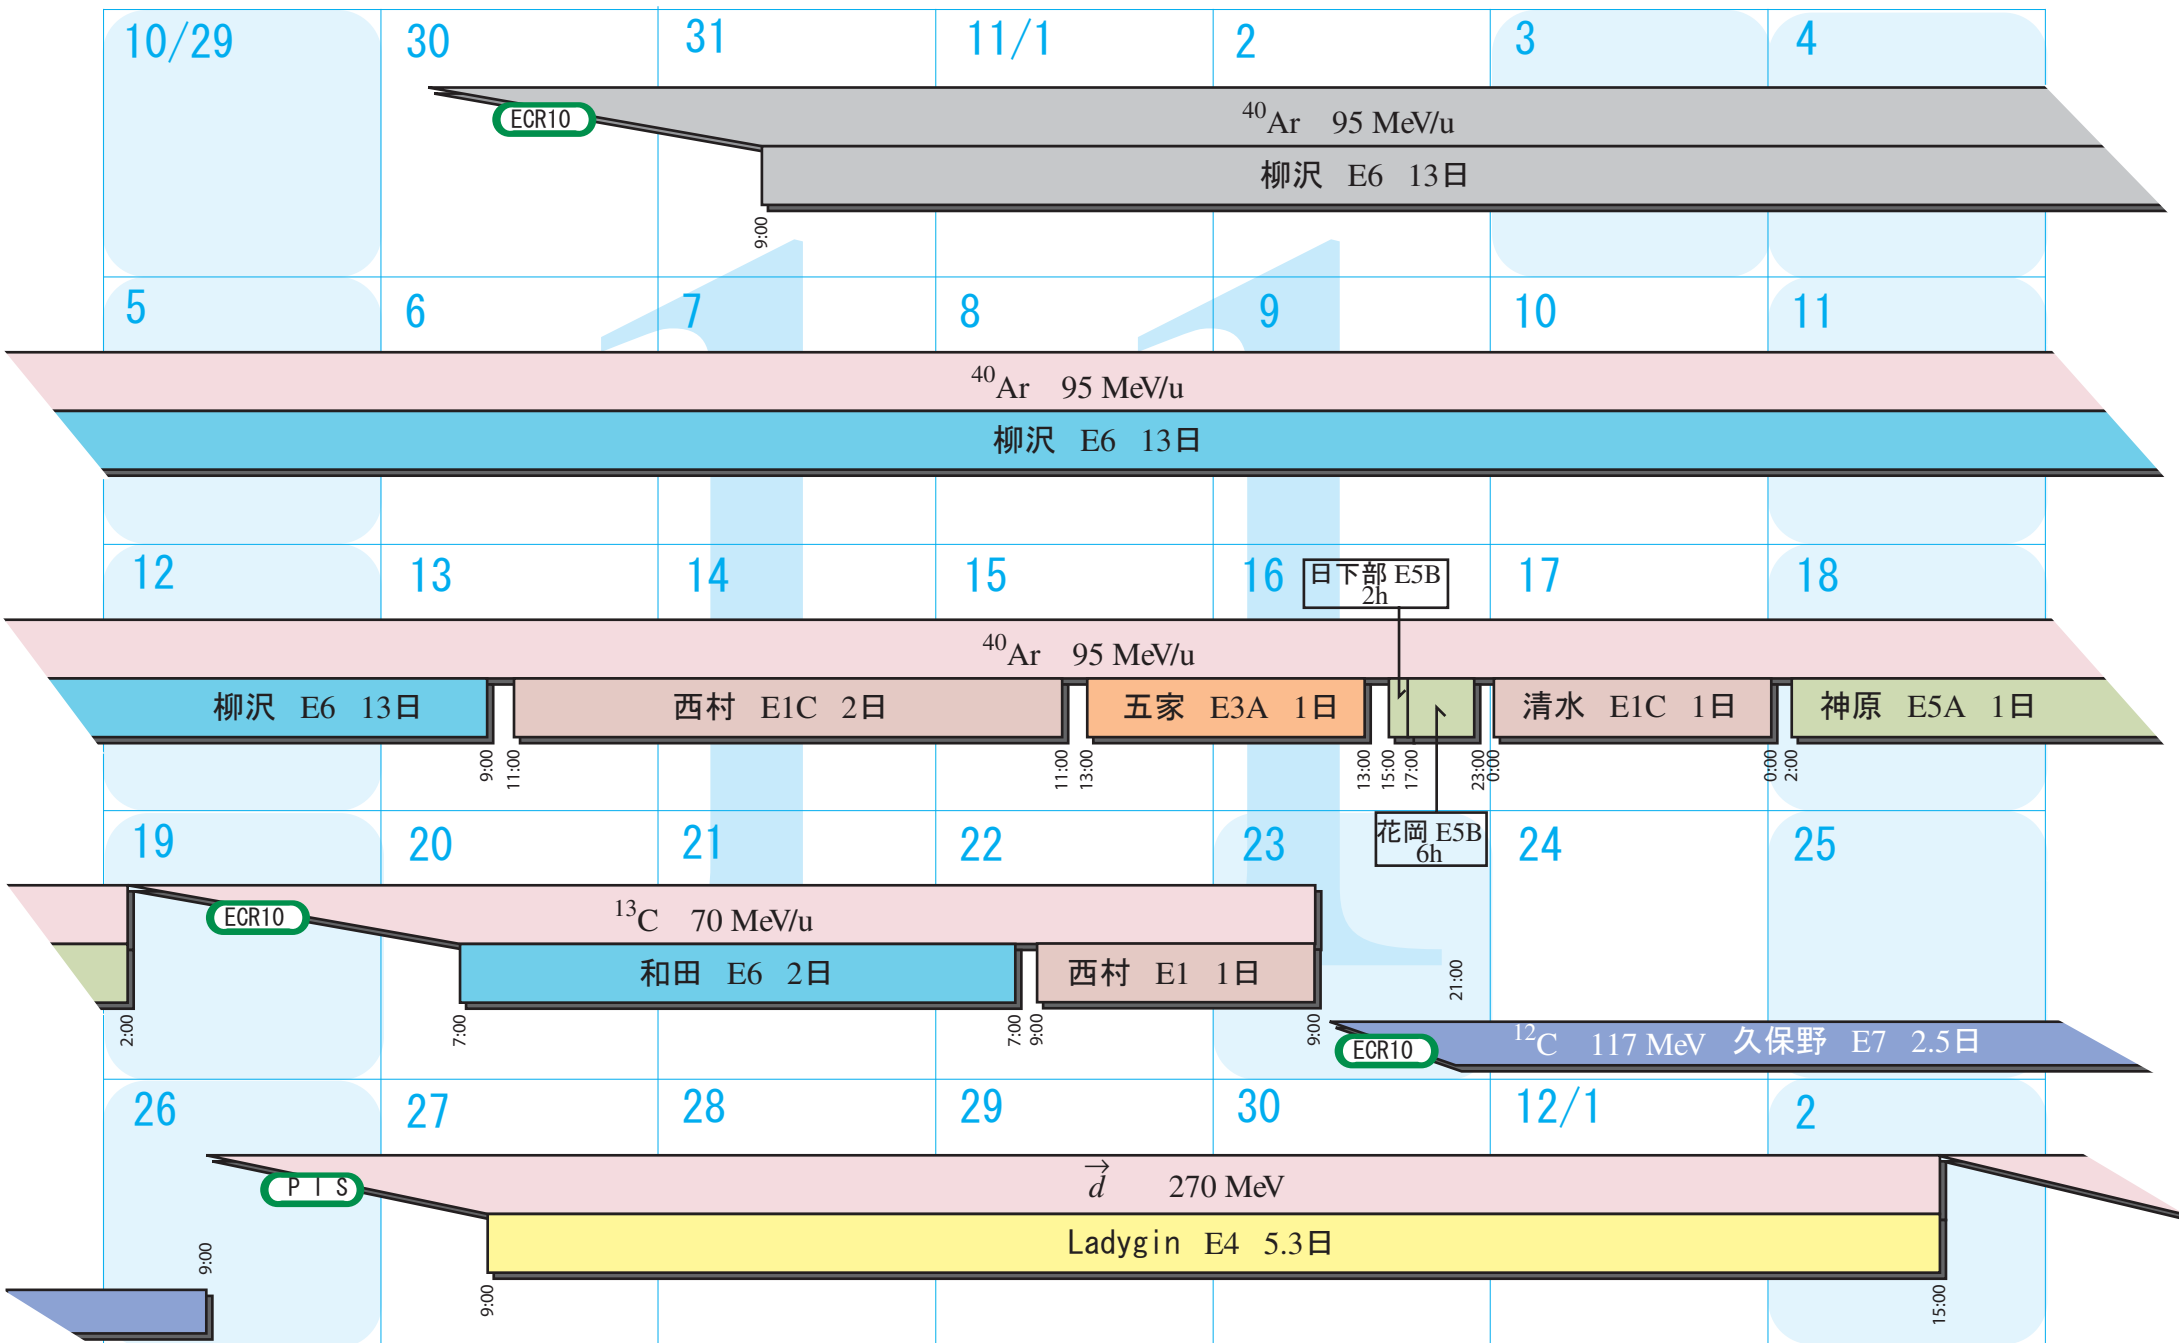 10/29 30 31 11/1 2 3 4
ECR10
40Ar 95 MeV/u
柳沢 E6 13日
9:00
5 6 7 8 9 10 11
40Ar 95 MeV/u
柳沢 E6 13日
12 13 14 15 16 17 18
日下部 E5B
2h
40Ar 95 MeV/u
柳沢 E6 13日 西村 E1C 2日 五家 E3A 1日 清水 E1C 1日 神原 E5A 1日
9:00 11:00 11:00 13:00 13:00 15:00 17:00 23:00 0:00 0:00 2:00
花岡 E5B
6h
19 20 21 22 23 24 25
ECR10
13C 70 MeV/u
和田 E6 2日 西村 E1 1日
21:00
2:00 7:00 7:00 9:00 9:00
ECR10
12C 117 MeV 久保野 E7 2.5日
26 27 28 29 30 12/1 2
PIS
d 270 MeV
Ladygin E4 5.3日
9:00 9:00 15:00